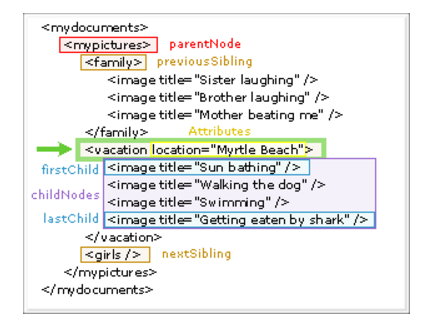 <mydocuments>
<mypictures> parentNode
<family> previousSibling
<image title="Sister laughing" />
<image title="Brother laughing" />
<image title="Mother beating me" />
</family> Attributes
<vacation location="Myrtle Beach">
firstChild <image title="Sun bathing" />
childNodes <image title="Walking the dog" />
<image title="Swimming" />
lastChild <image title="Getting eaten by shark" />
</vacation>
<girls /> nextSibling
</mypictures>
</mydocuments>